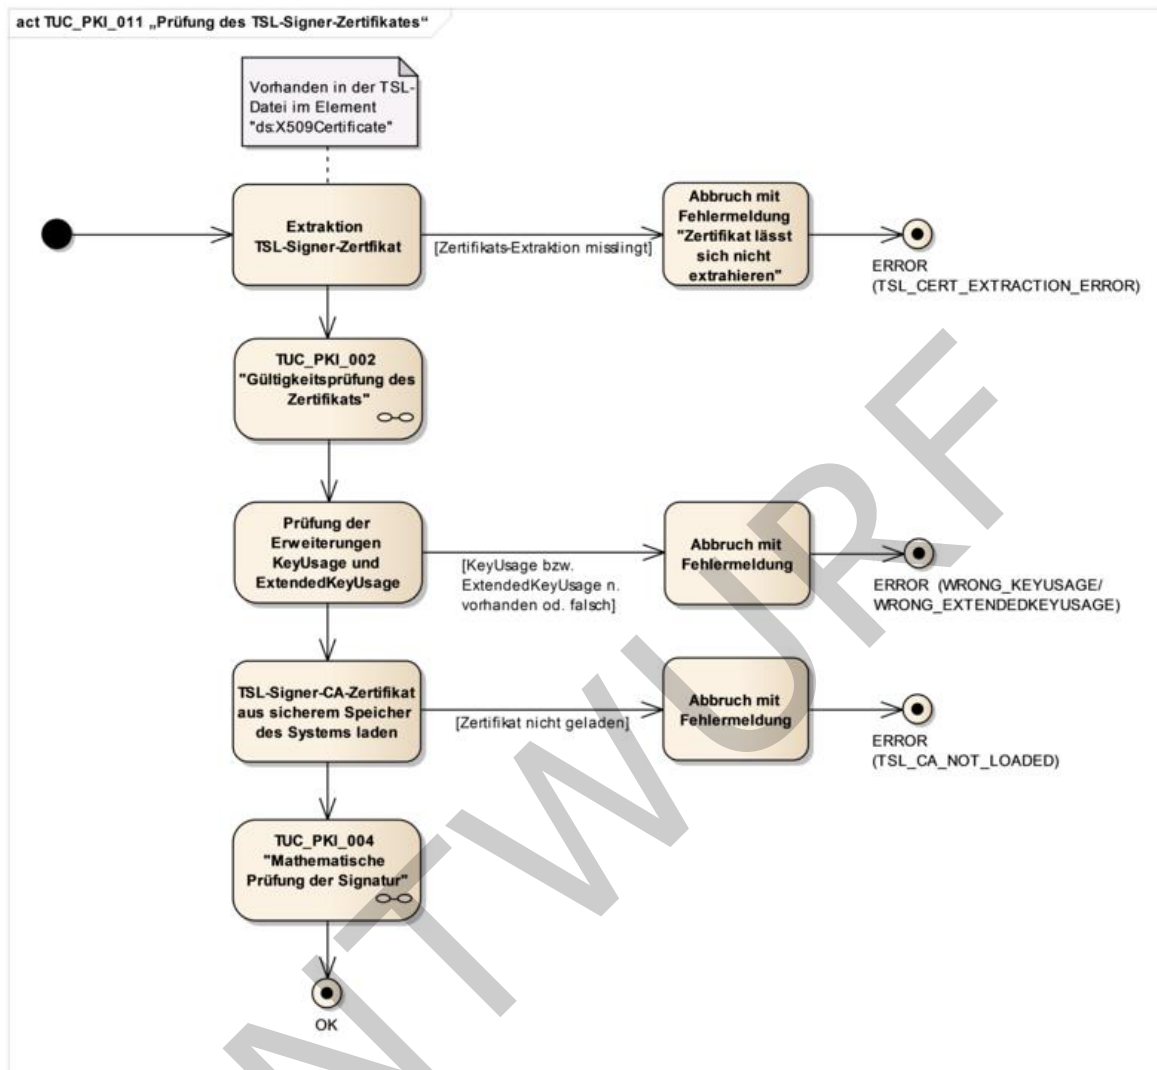 act TUC_PKI_011 „Prüfung des TSL-Signer-Zertifikates“
Vorhanden in der TSL-
Datei im Element
"ds:X509Certificate"
Extraktion
TSL-Signer-Zertfikat
[Zertifikats-Extraktion misslingt]
Abbruch mit
Fehlermeldung
"Zertifikat lässt
sich nicht
extrahieren"
ERROR
(TSL_CERT_EXTRACTION_ERROR)
TUC_PKI_002
"Gültigkeitsprüfung des
Zertifikats"
Prüfung der
Erweiterungen
KeyUsage und
ExtendedKeyUsage
[KeyUsage bzw.
ExtendedKeyUsage n.
vorhanden od. falsch]
Abbruch mit
Fehlermeldung
ERROR (WRONG_KEYUSAGE/
WRONG_EXTENDEDKEYUSAGE)
TSL-Signer-CA-Zertifikat
aus sicherem Speicher
des Systems laden
[Zertifikat nicht geladen]
Abbruch mit
Fehlermeldung
ERROR
(TSL_CA_NOT_LOADED)
TUC_PKI_004
"Mathematische
Prüfung der Signatur"
OK
ENTWURF